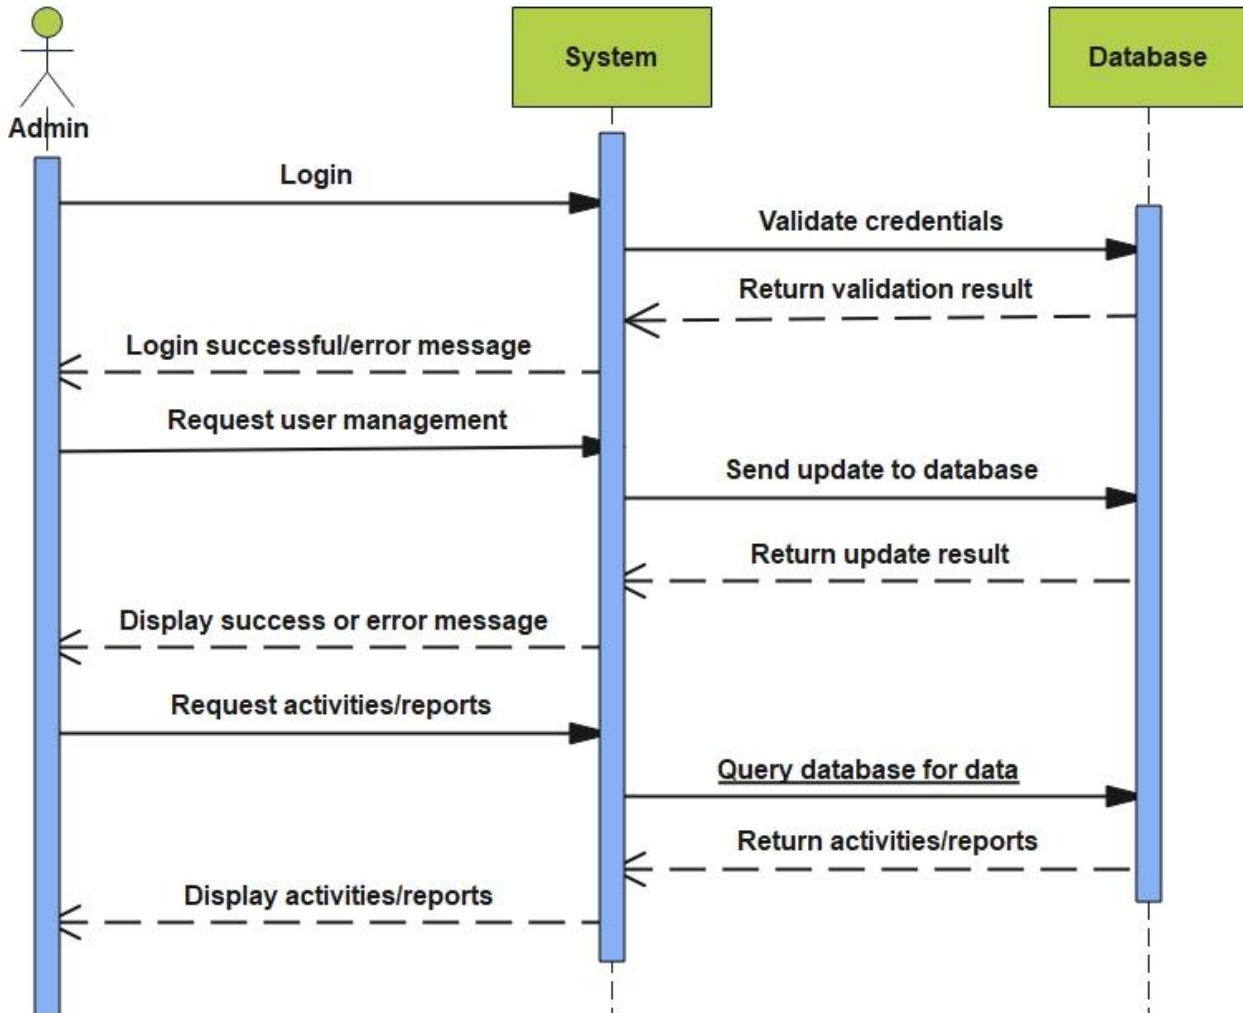 System
Database
Admin
Login
Validate credentials
Return validation result
Login successful/error message
Request user management
Send update to database
Return update result
Display success or error message
Request activities/reports
Query database for data
Return activities/reports
Display activities/reports